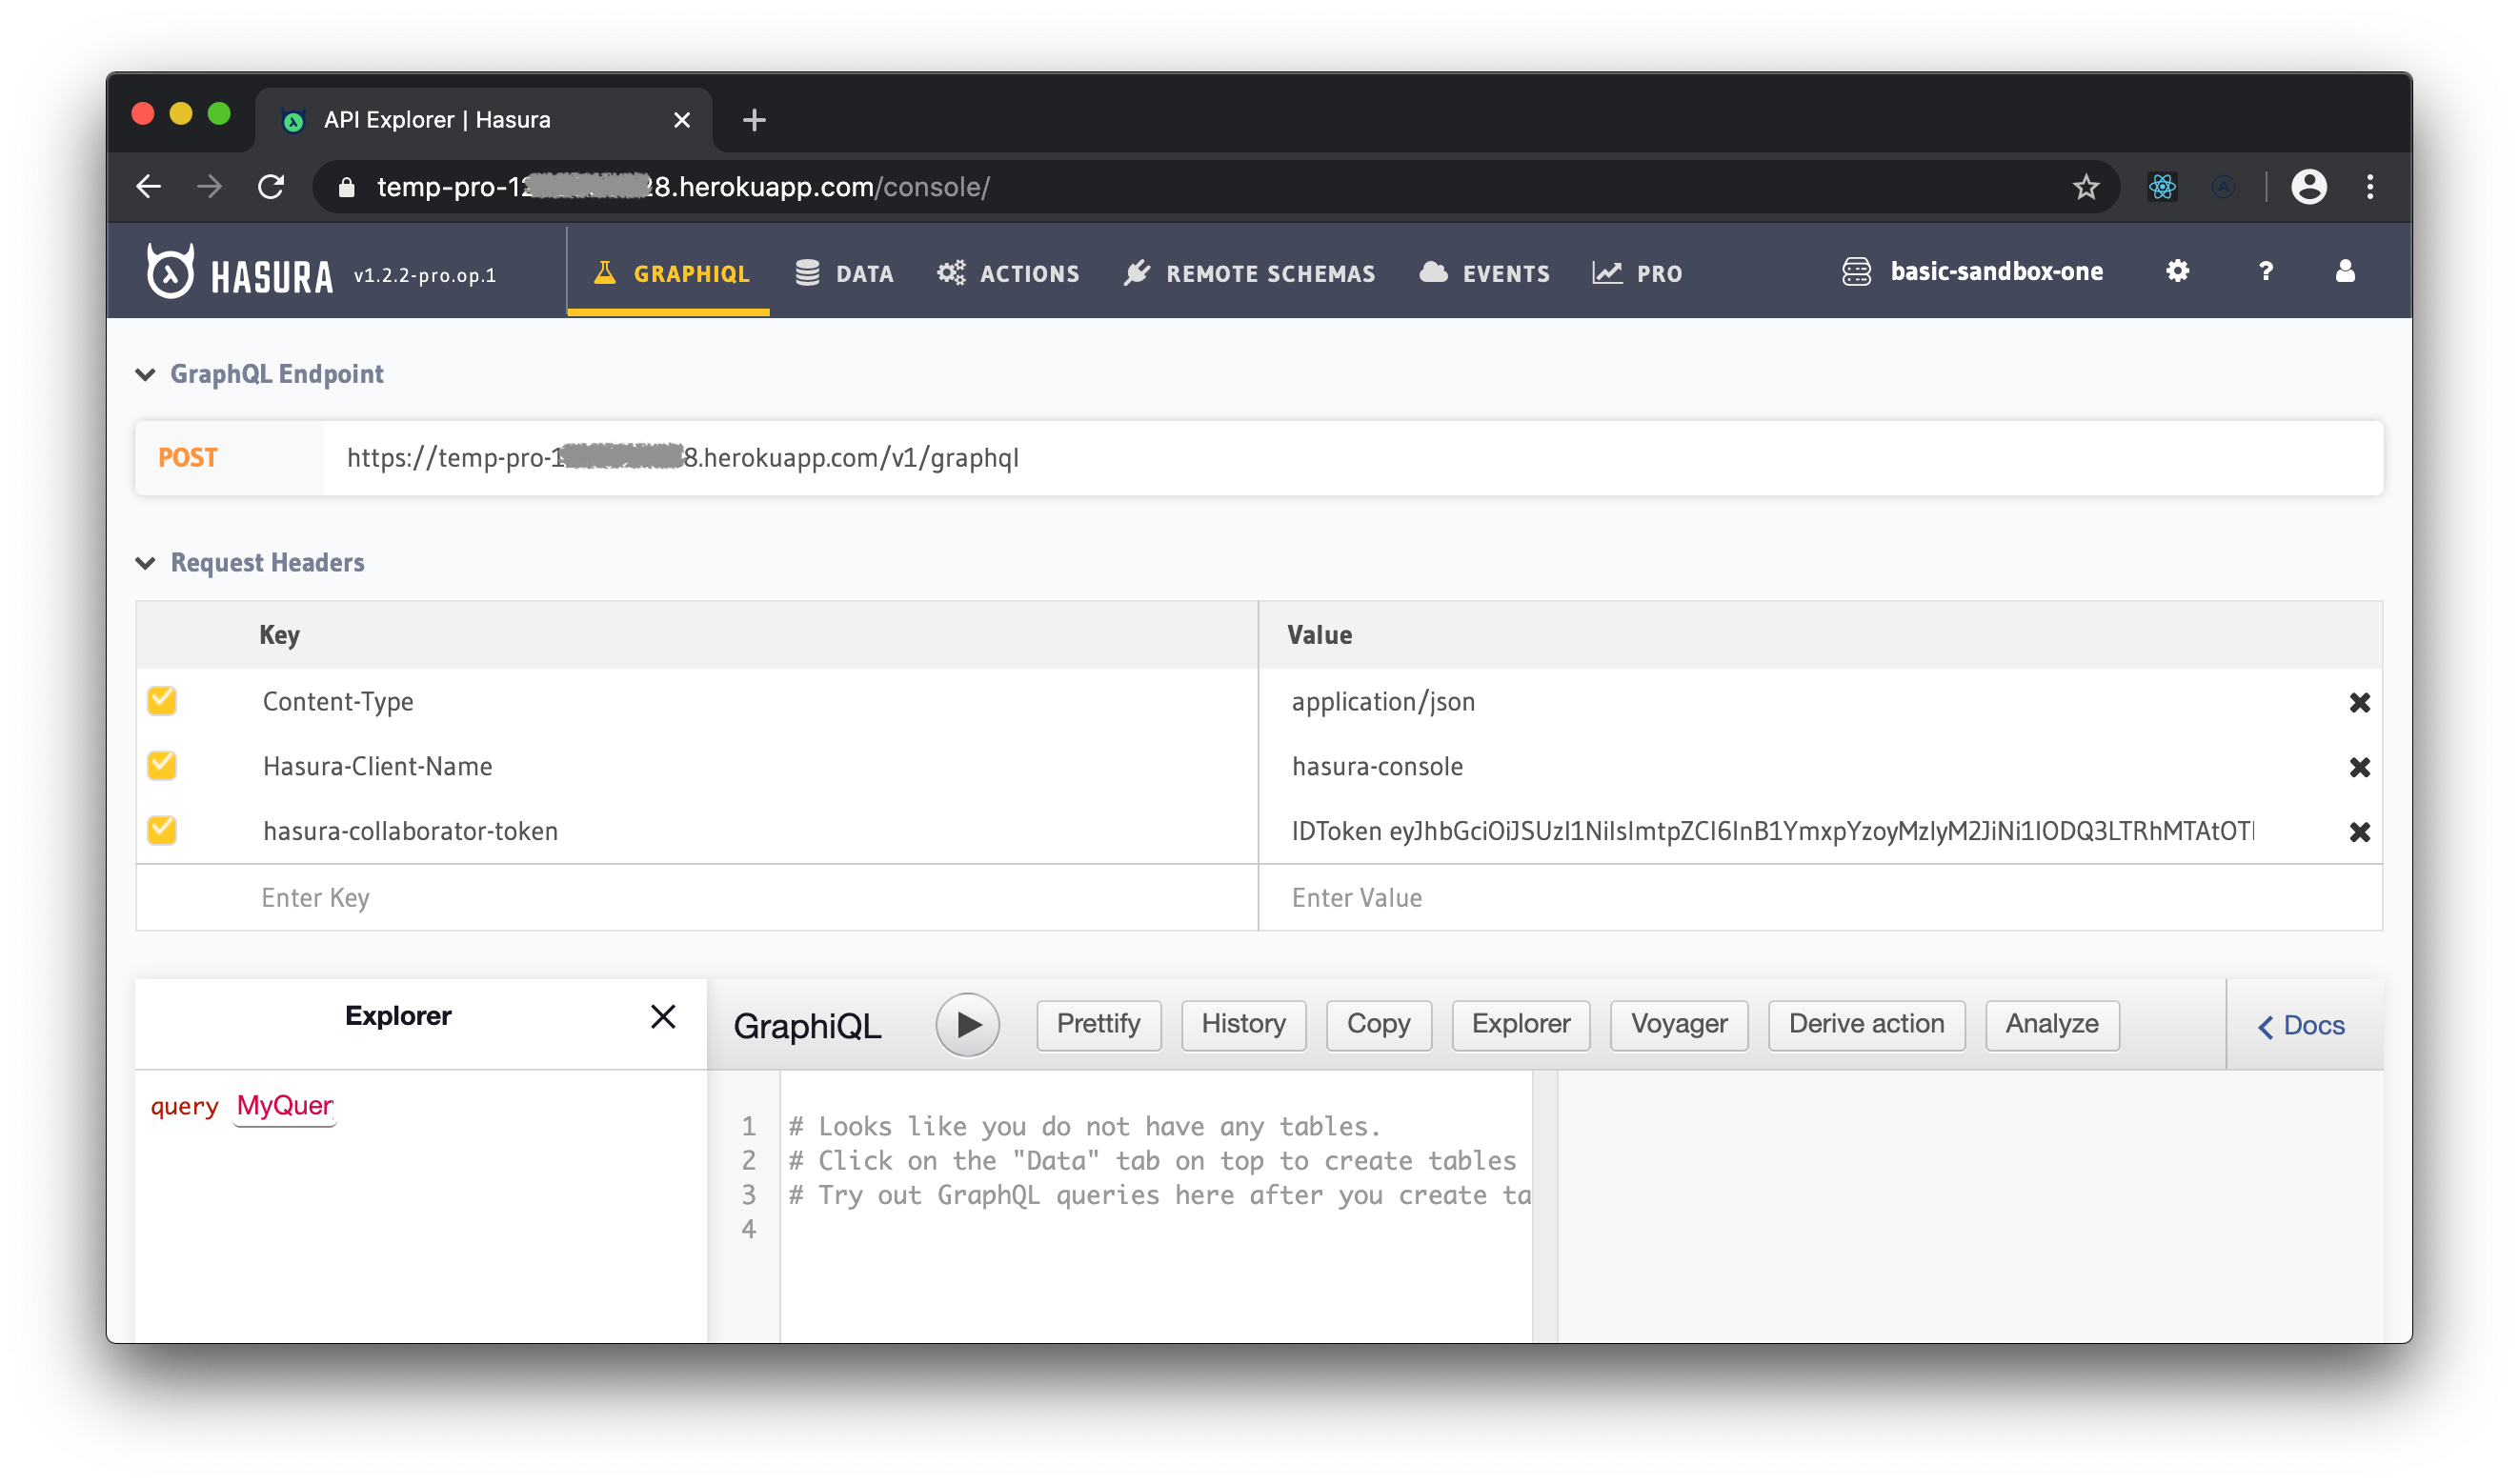 API Explorer | Hasura
temp-pro-12 28.herokuapp.com/console/
HASURA v1.2.2-pro.op.1 GRAPHIQL DATA ACTIONS REMOTE SCHEMAS EVENTS PRO basic-sandbox-one ?
GraphQL Endpoint
POST https://temp-pro-1 8.herokuapp.com/v1/graphql
Request Headers
Key Value
Content-Type application/json
Hasura-Client-Name hasura-console
hasura-collaborator-token IDToken
Enter Key Enter Value
Explorer GraphiQL Prettify History Copy Explorer Voyager Derive action Analyze Docs
query MyQuer
1 # Looks like you do not have any tables.
2 # Click on the "Data" tab on top to create tables
3 # Try out GraphQL queries here after you create ta
4